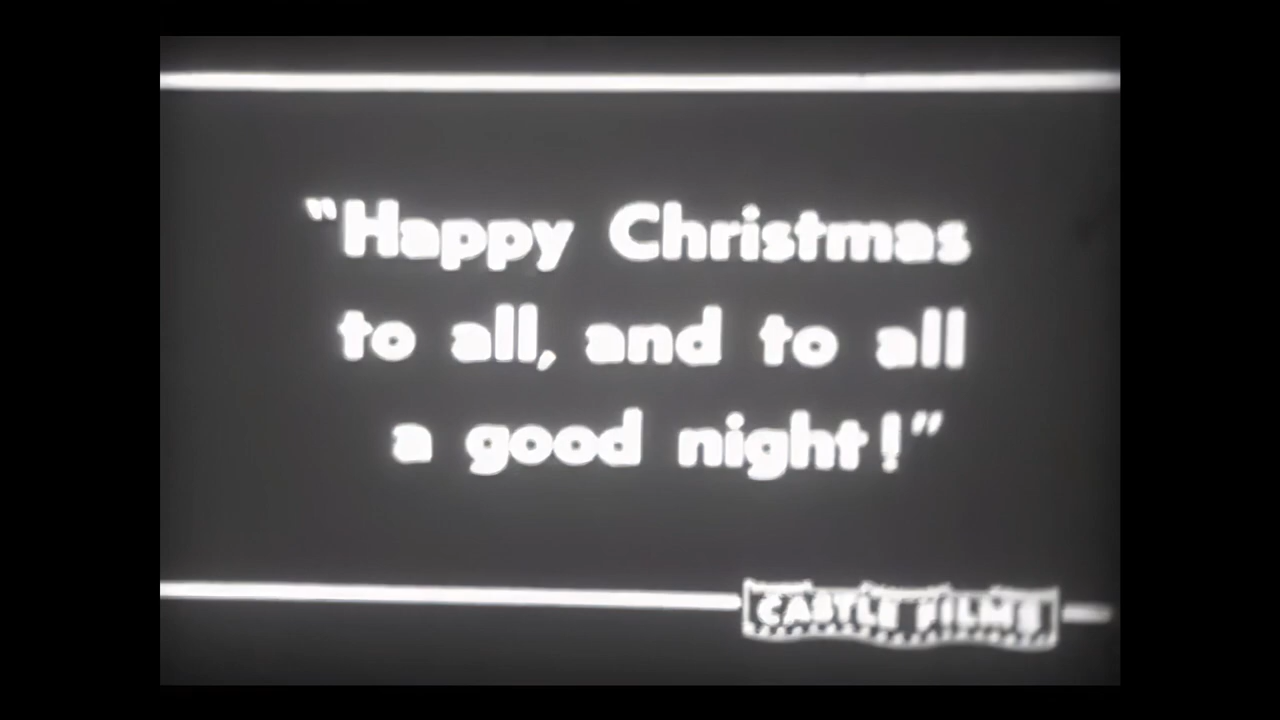 “Happy Christmas
to all, and to all
a good night!”
CASTLE FILMS